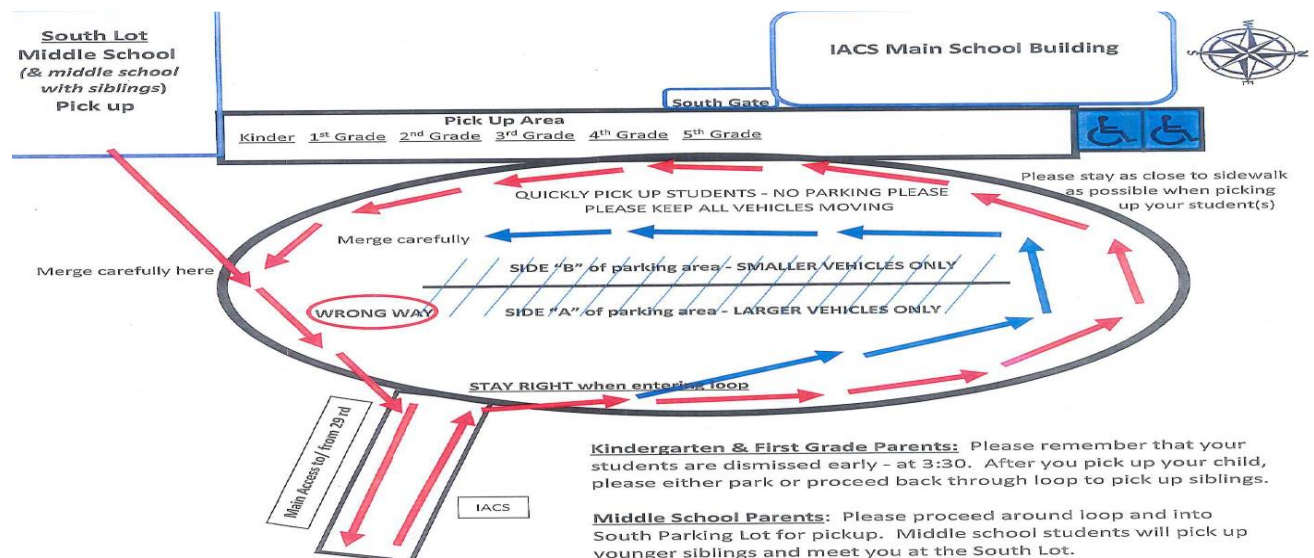 South Lot
Middle School
(& middle school
with siblings)
Pick up
IACS Main School Building
W
S
N
E
South Gate
Pick Up Area
Kinder 1st Grade 2nd Grade 3rd Grade 4th Grade 5th Grade
Please stay as close to sidewalk
as possible when picking
up your student(s)
QUICKLY PICK UP STUDENTS - NO PARKING PLEASE
PLEASE KEEP ALL VEHICLES MOVING
Merge carefully
Merge carefully here
SIDE "B" of parking area - SMALLER VEHICLES ONLY
WRONG WAY
SIDE "A" of parking area - LARGER VEHICLES ONLY
STAY RIGHT when entering loop
Main Access to/ from 29 rd
IACS
Kindergarten & First Grade Parents: Please remember that your
students are dismissed early - at 3:30. After you pick up your child,
please either park or proceed back through loop to pick up siblings.
Middle School Parents: Please proceed around loop and into
South Parking Lot for pickup. Middle school students will pick up
younger siblings and meet you at the South Lot.